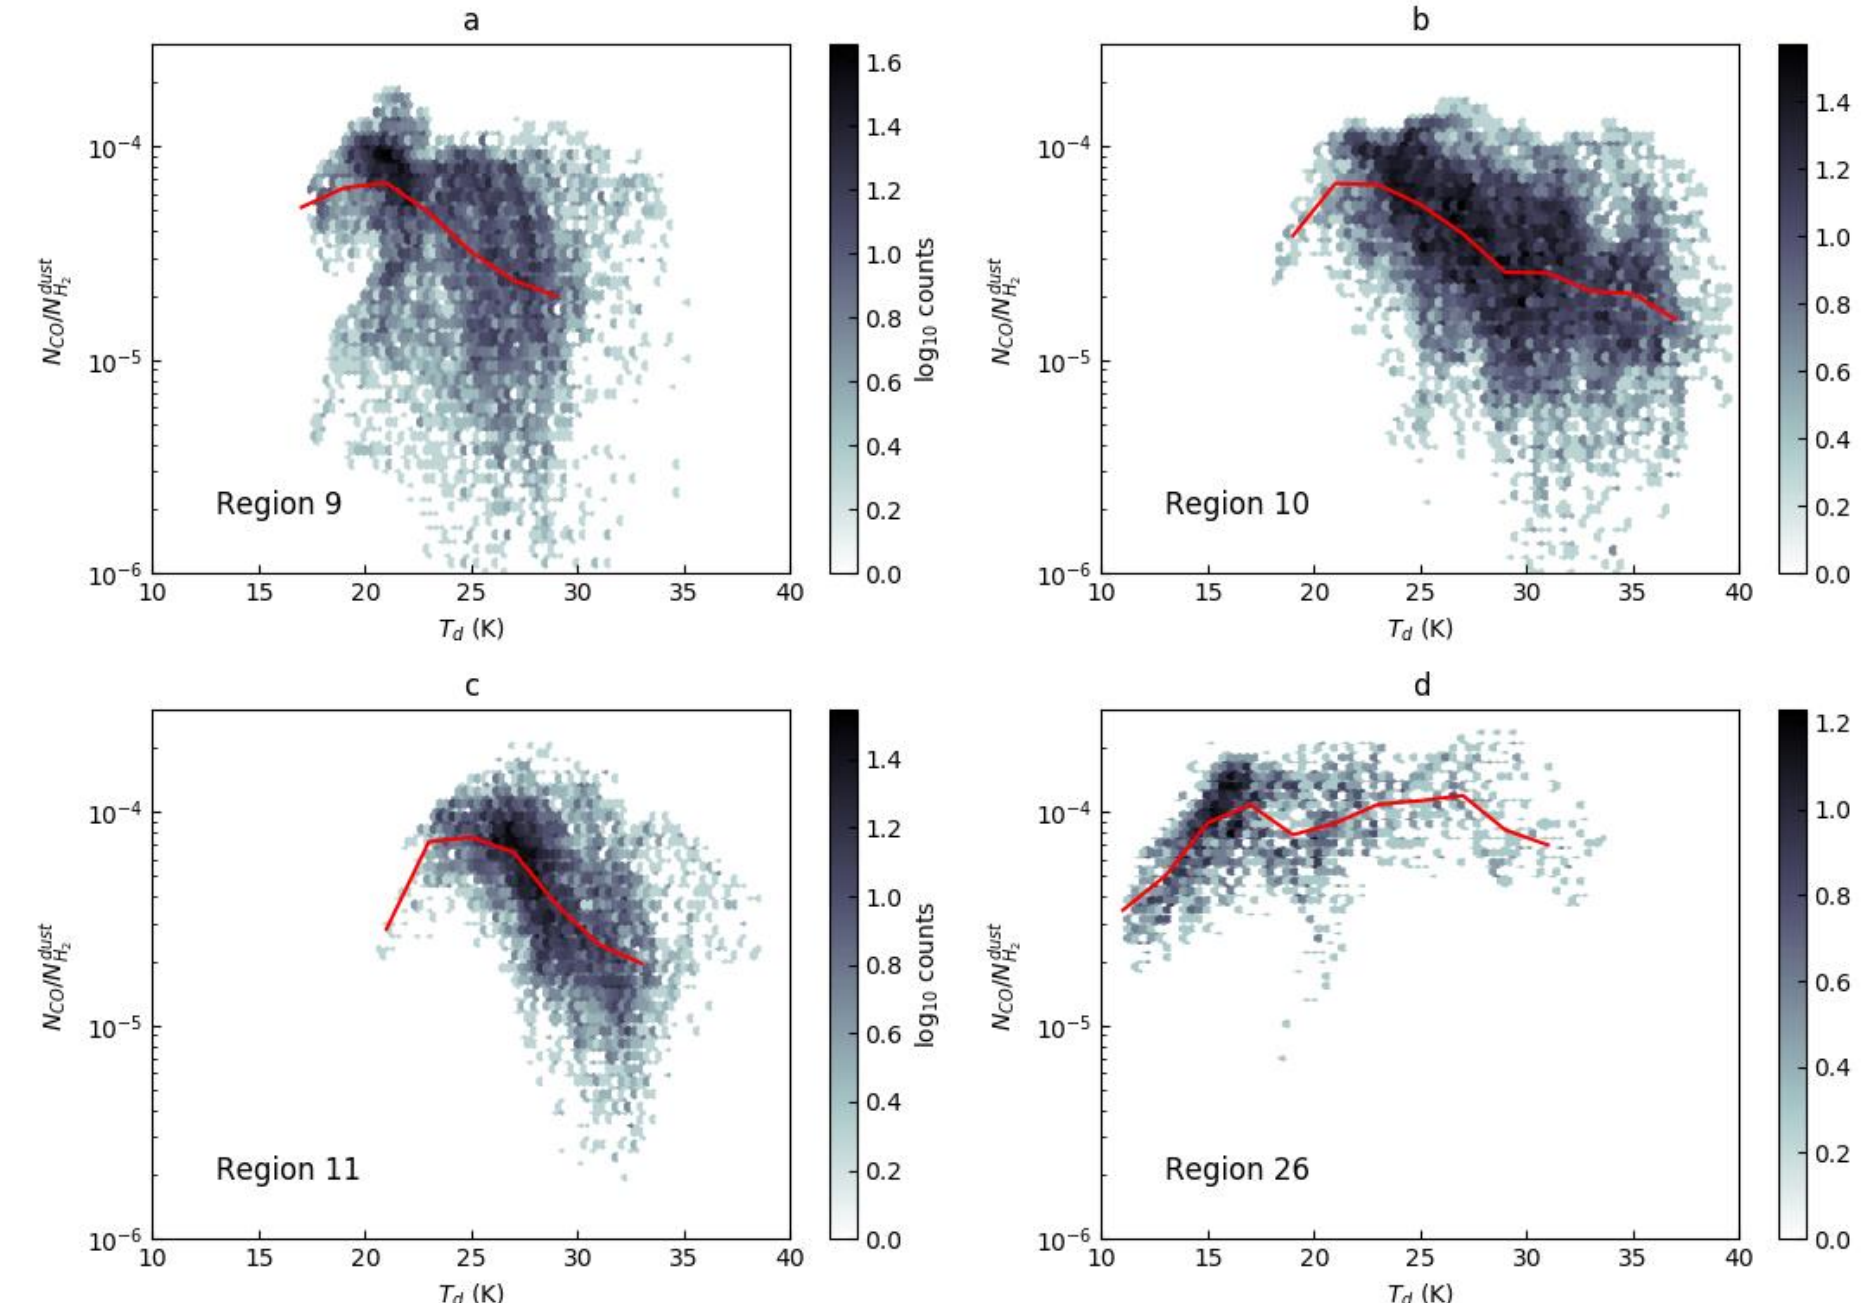 a
10⁻⁴
10⁻⁵
10⁻⁶
N_CO/N_H₂^dust
Region 9
10 15 20 25 30 35 40
T_d (K)
1.6
1.4
1.2
1.0
0.8
0.6
0.4
0.2
0.0
log₁₀ counts
b
10⁻⁴
10⁻⁵
10⁻⁶
N_CO/N_H₂^dust
Region 10
10 15 20 25 30 35 40
T_d (K)
1.4
1.2
1.0
0.8
0.6
0.4
0.2
0.0
c
10⁻⁴
10⁻⁵
10⁻⁶
N_CO/N_H₂^dust
Region 11
10 15 20 25 30 35 40
T_d (K)
1.4
1.2
1.0
0.8
0.6
0.4
0.2
0.0
log₁₀ counts
d
10⁻⁴
10⁻⁵
10⁻⁶
N_CO/N_H₂^dust
Region 26
10 15 20 25 30 35 40
T_d (K)
1.2
1.0
0.8
0.6
0.4
0.2
0.0